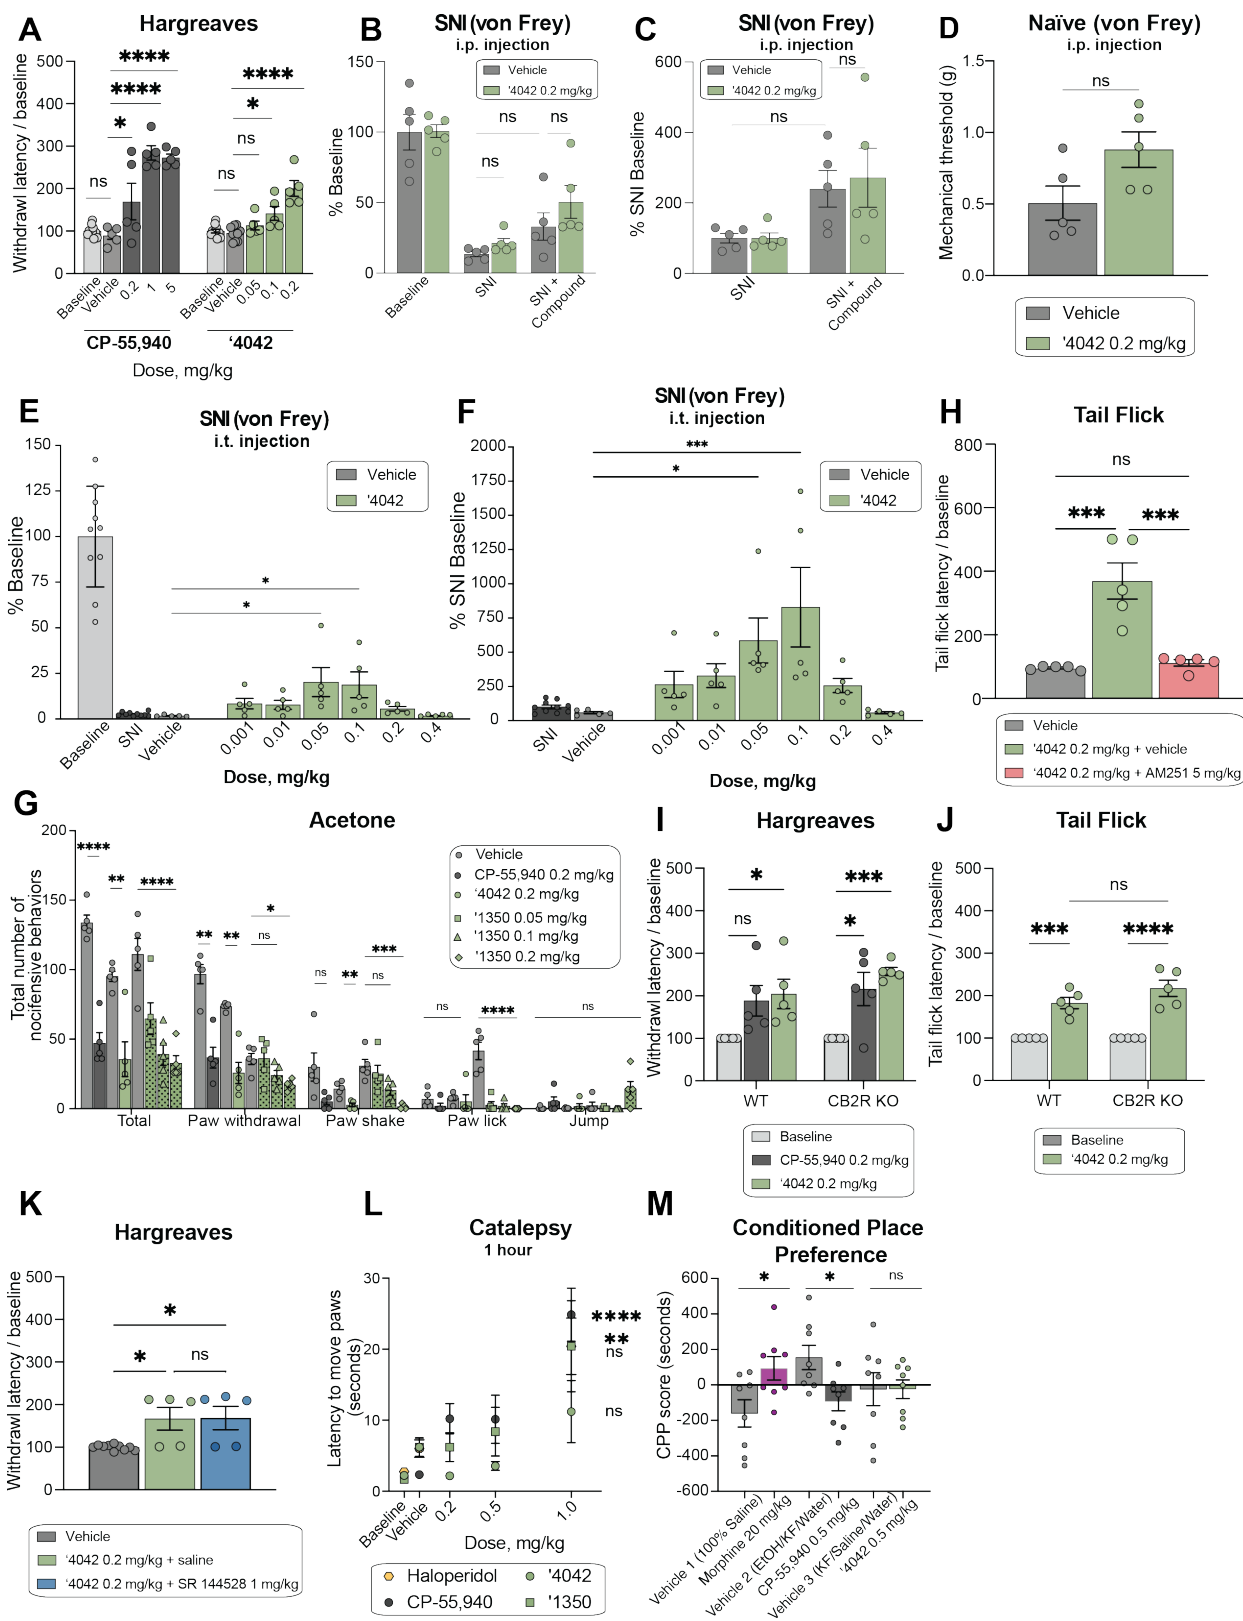 A
Hargreaves
Withdrawl latency / baseline
500
400
300
200
100
0
ns
*
****
****
ns
ns
*
****
Baseline
Vehicle
0.2
1
5
Baseline
Vehicle
0.05
0.1
0.2
CP-55,940
‘4042
Dose, mg/kg
B
SNI (von Frey)
i.p. injection
% Baseline
150
100
50
0
Vehicle
'4042 0.2 mg/kg
ns
ns
ns
Baseline
SNI
SNI +
Compound
C
SNI (von Frey)
i.p. injection
% SNI Baseline
600
400
200
0
Vehicle
'4042 0.2 mg/kg
ns
ns
SNI
SNI +
Compound
D
Naïve (von Frey)
i.p. injection
Mechanical threshold (g)
1.5
1.0
0.5
0.0
ns
Vehicle
'4042 0.2 mg/kg
E
SNI (von Frey)
i.t. injection
% Baseline
150
125
100
75
50
25
0
Vehicle
'4042
*
*
Baseline
SNI
Vehicle
0.001
0.01
0.05
0.1
0.2
0.4
Dose, mg/kg
F
SNI (von Frey)
i.t. injection
% SNI Baseline
2000
1750
1500
1250
1000
750
500
250
0
***
*
Vehicle
'4042
SNI
Vehicle
0.001
0.01
0.05
0.1
0.2
0.4
Dose, mg/kg
H
Tail Flick
Tail flick latency / baseline
800
600
400
200
0
ns
***
***
Vehicle
'4042 0.2 mg/kg + vehicle
'4042 0.2 mg/kg + AM251 5 mg/kg
G
Acetone
Total number of
nocifensive behaviors
200
150
100
50
0
****
**
****
**
**
*
ns
ns
**
***
ns
ns
****
ns
Vehicle
CP-55,940 0.2 mg/kg
‘4042 0.2 mg/kg
'1350 0.05 mg/kg
'1350 0.1 mg/kg
'1350 0.2 mg/kg
Total
Paw withdrawal
Paw shake
Paw lick
Jump
I
Hargreaves
Withdrawl latency / baseline
500
400
300
200
100
0
*
ns
***
*
WT
CB2R KO
Baseline
CP-55,940 0.2 mg/kg
‘4042 0.2 mg/kg
J
Tail Flick
Tail flick latency / baseline
500
400
300
200
100
0
ns
***
****
WT
CB2R KO
Baseline
‘4042 0.2 mg/kg
K
Hargreaves
Withdrawl latency / baseline
500
400
300
200
100
0
*
*
ns
Vehicle
‘4042 0.2 mg/kg + saline
‘4042 0.2 mg/kg + SR 144528 1 mg/kg
L
Catalepsy
1 hour
Latency to move paws
(seconds)
30
20
10
0
****
**
ns
ns
Baseline
Vehicle
0.2
0.5
1.0
Dose, mg/kg
Haloperidol
CP-55,940
'4042
'1350
M
Conditioned Place
Preference
CPP score (seconds)
600
400
200
0
-200
-400
-600
*
*
ns
Vehicle 1 (100% Saline)
Morphine 20 mg/kg
Vehicle 2 (EtOH/KF/Water)
CP-55,940 0.5 mg/kg
Vehicle 3 (KF/Saline/Water)
‘4042 0.5 mg/kg